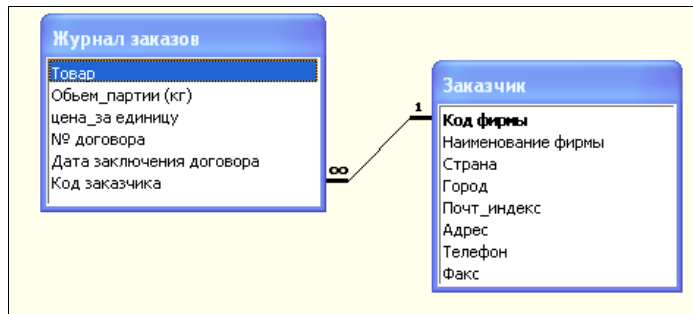 Журнал заказов
Товар
Обьем_партии (кг)
цена_за единицу
№ договора
Дата заключения договора
Код заказчика
∞
1
Заказчик
Код фирмы
Наименование фирмы
Страна
Город
Почт_индекс
Адрес
Телефон
Факс